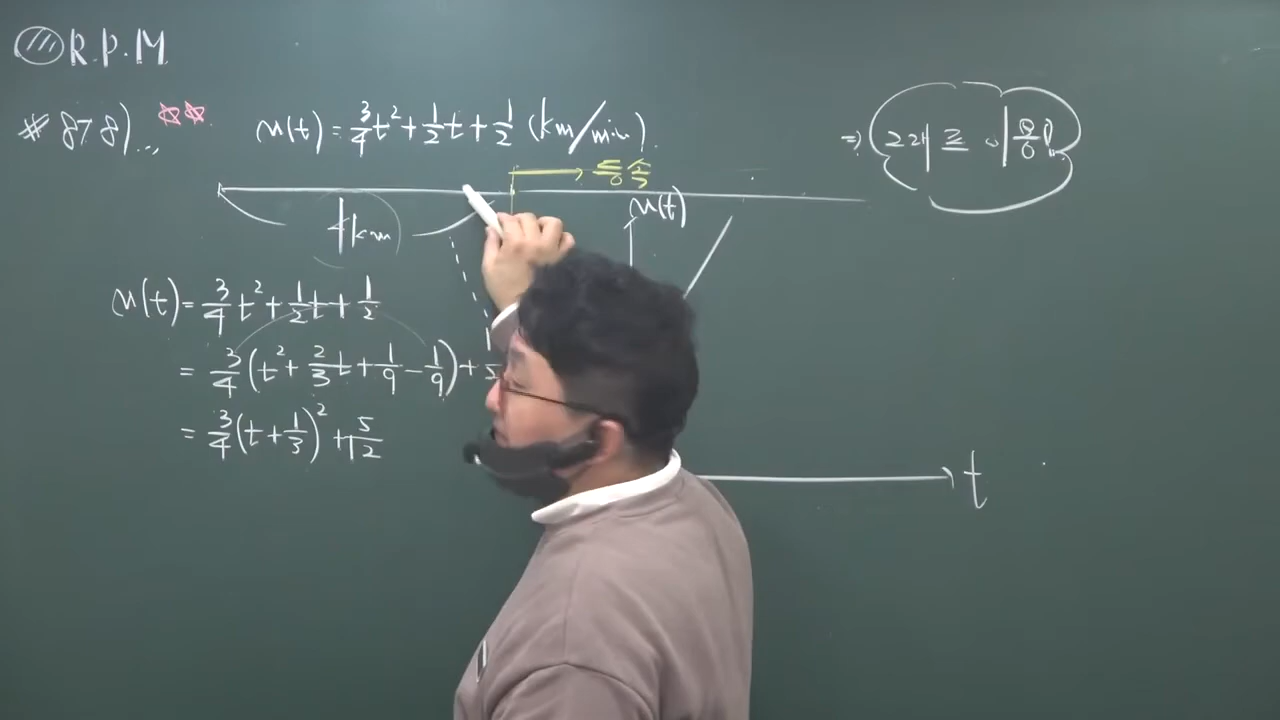 R.P.M
# 878)...
v(t) = 3/4t² + 1/2t + 1/2 (km/min).
⇒ 그래프 이용!
등속
4km
v(t)
v(t) = 3/4t² + 1/2t + 1/2
= 3/4(t² + 2/3t + 1/9 - 1/9) +
= 3/4(t + 1/3)² + 5/12
t